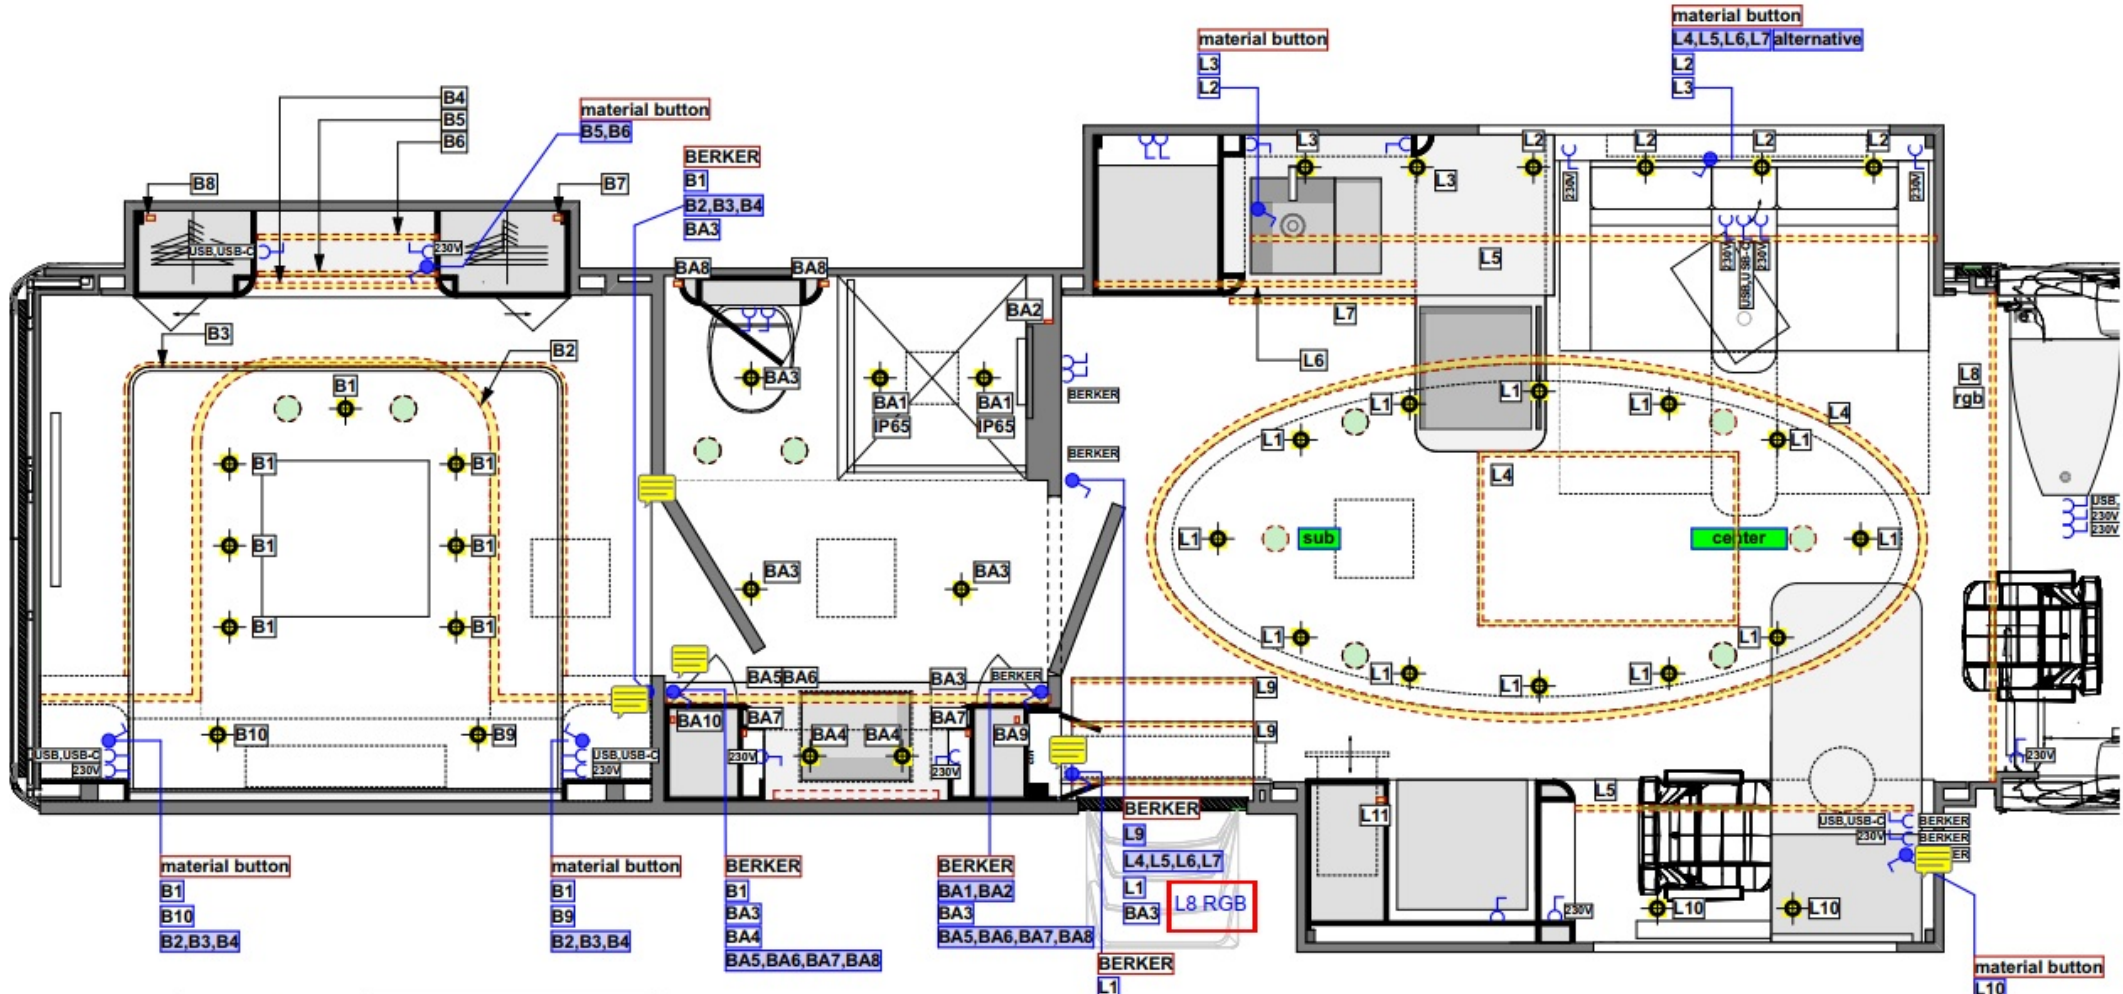 material button
L4,L5,L6,L7 alternative
L2
L3
material button
L3
L2
B4
B5
B6
material button
B5,B6
BERKER
B1
B2,B3,B4
BA3
B8
B7
USB,USB-C
230V
BA8
BA8
BA2
L3
L2
L2
L2
L2
L3
230V
230V
230V
USB,USB-C
230V
L5
L7
L6
B3
B2
B1
B1
B1
B1
B1
B1
B1
BA3
BA1
IP65
BA1
IP65
BERKER
BERKER
L8
rgb
L4
L1
L1
L1
L1
L1
L4
L1
sub
center
L1
USB,
230V
230V
BA3
BA3
L1
L1
L1
L1
L1
BA5 BA6
BA3
BERKER
L9
L9
BA10
BA7
BA4
BA4
BA7
BA9
B10
B9
USB,USB-C
230V
USB,USB-C
230V
230V
230V
230V
L5
L11
USB,USB-C
230V
BERKER
BERKER
ER
L10
L10
230V
material button
B1
B10
B2,B3,B4
material button
B1
B9
B2,B3,B4
BERKER
B1
BA3
BA4
BA5,BA6,BA7,BA8
BERKER
BA1,BA2
BA3
BA5,BA6,BA7,BA8
BERKER
L9
L4,L5,L6,L7
L1
BA3
L8 RGB
BERKER
L1
material button
L10